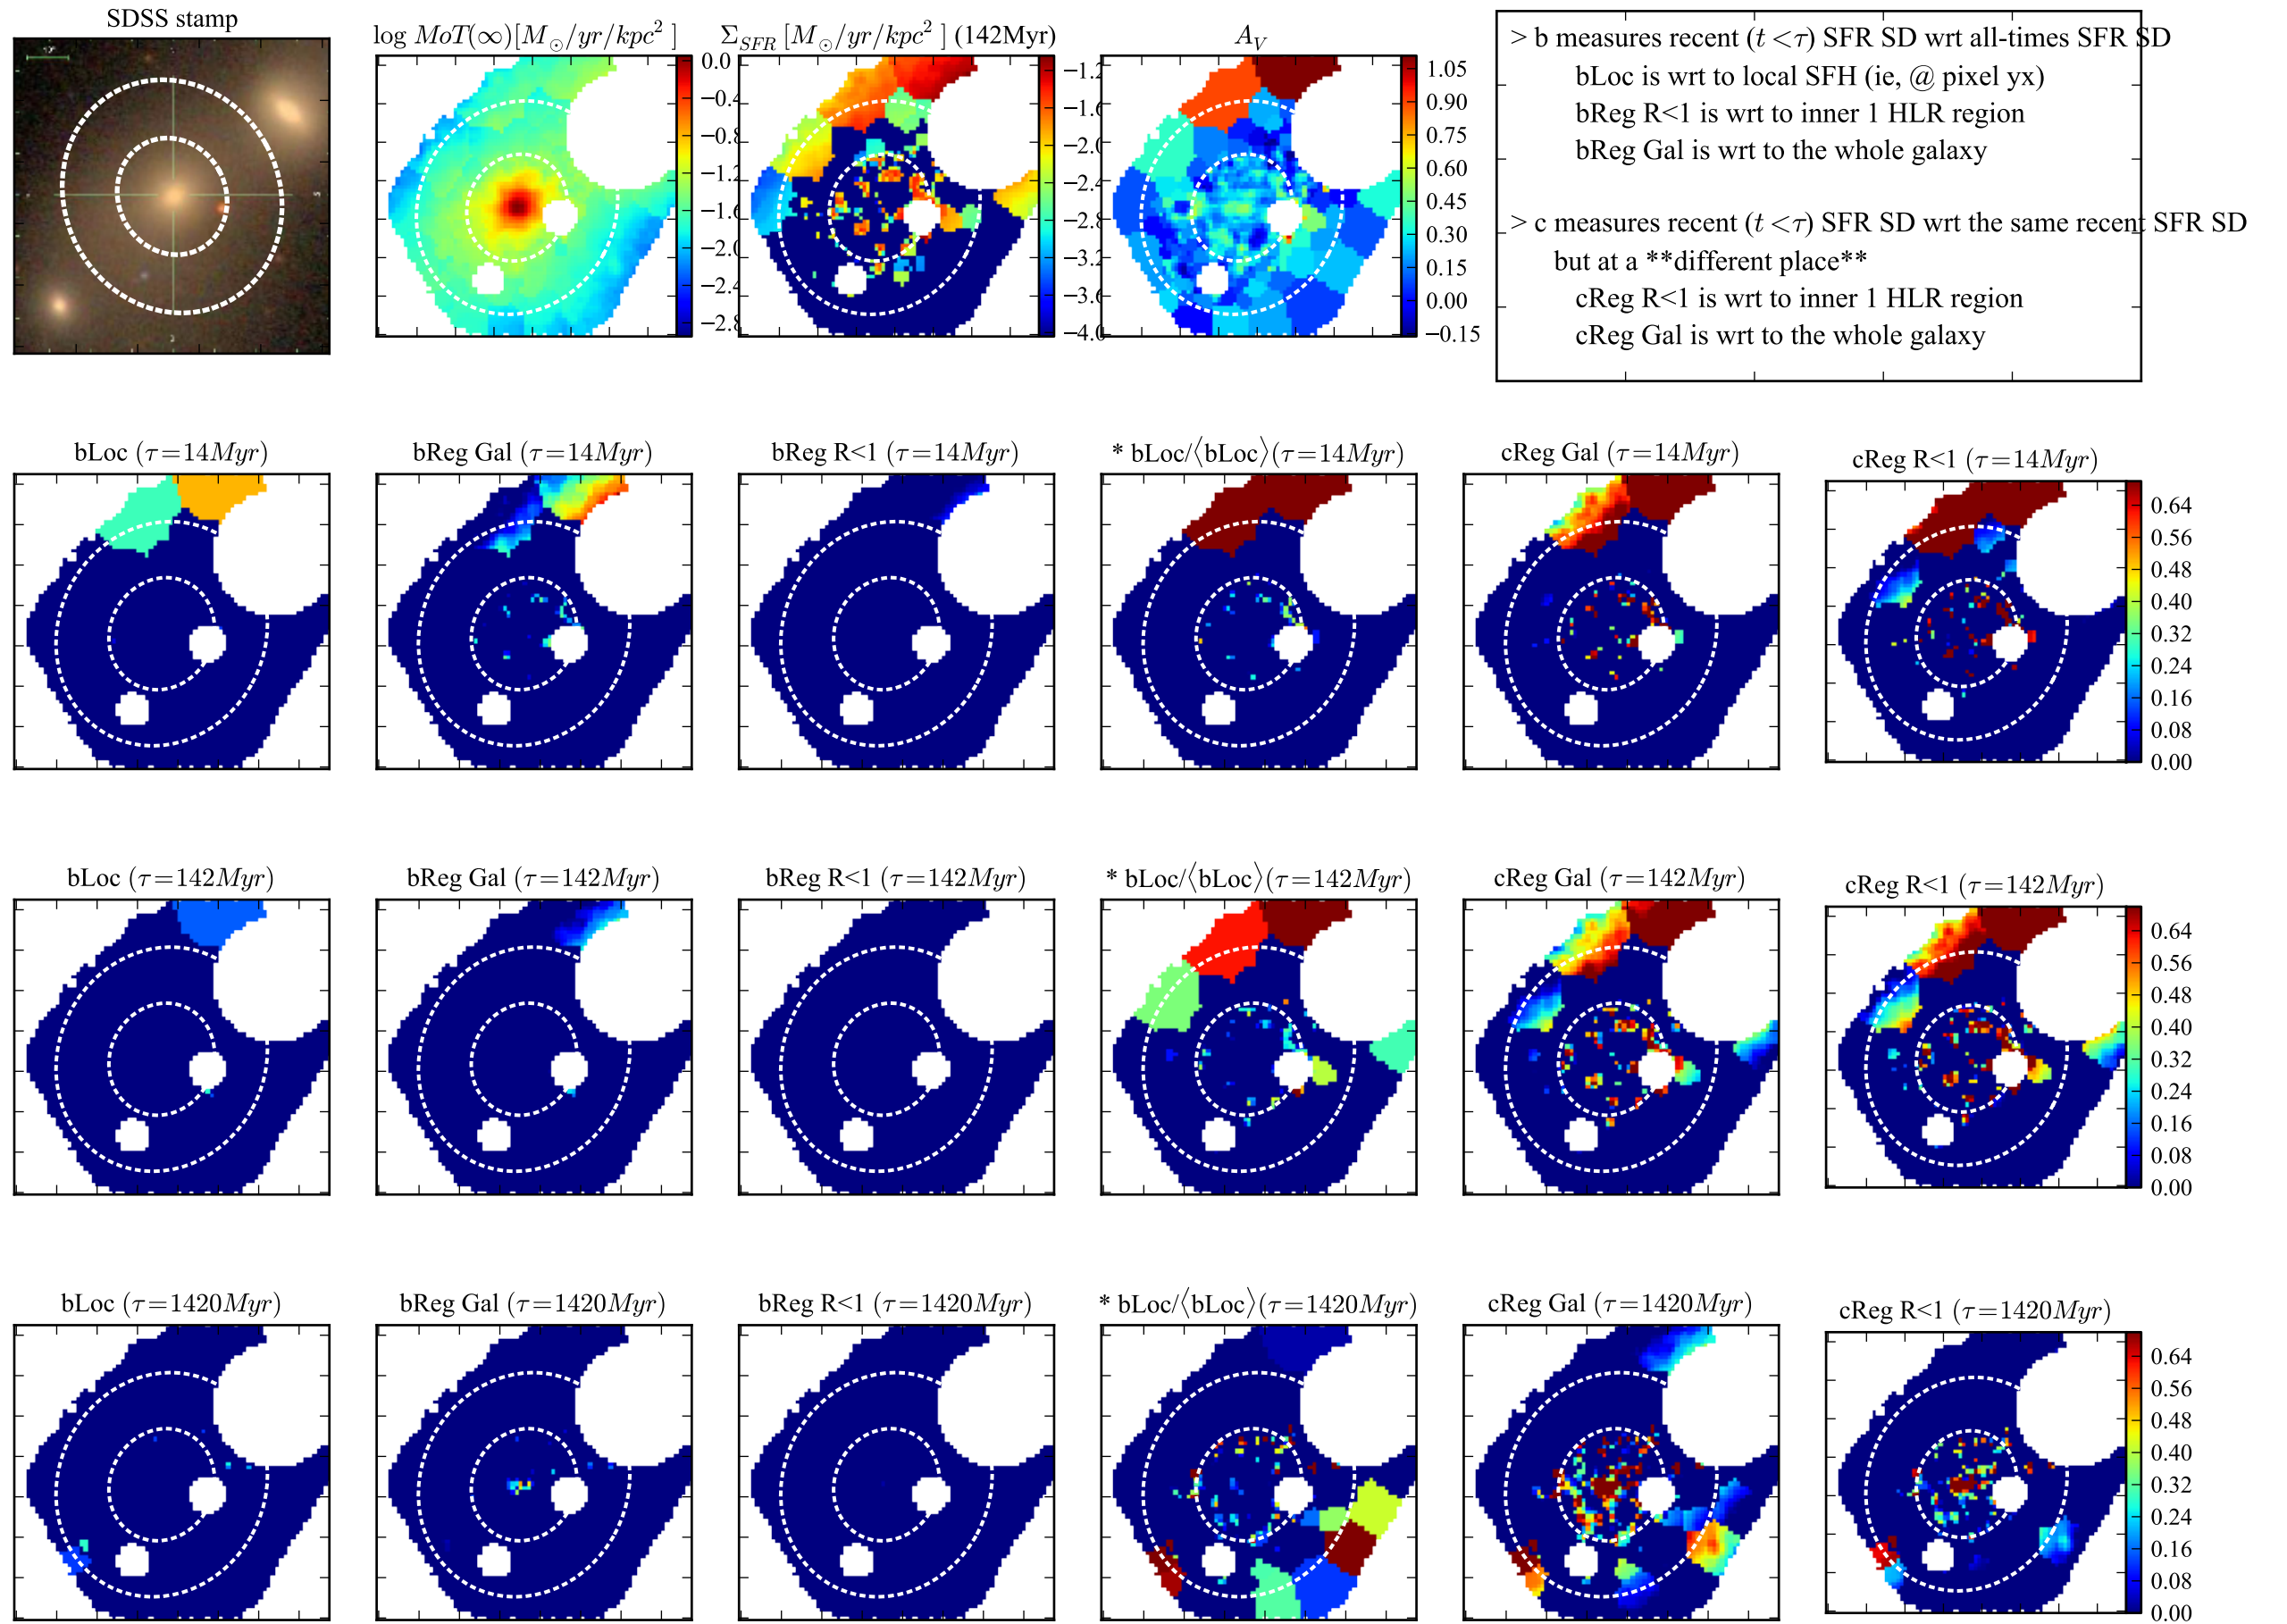 SDSS stamp
log MoT(∞)[M⊙/yr/kpc² ]
Σ_SFR [M⊙/yr/kpc² ] (142Myr)
A_V
0.0
−0.4
−0.8
−1.2
−1.6
−2.0
−2.4
−2.8
−1.2
−1.6
−2.0
−2.4
−2.8
−3.2
−3.6
−4.0
1.05
0.90
0.75
0.60
0.45
0.30
0.15
0.00
−0.15
> b measures recent (t <τ) SFR SD wrt all-times SFR SD
bLoc is wrt to local SFH (ie, @ pixel yx)
bReg R<1 is wrt to inner 1 HLR region
bReg Gal is wrt to the whole galaxy
> c measures recent (t <τ) SFR SD wrt the same recent SFR SD
but at a **different place**
cReg R<1 is wrt to inner 1 HLR region
cReg Gal is wrt to the whole galaxy
bLoc (τ=14Myr)
bReg Gal (τ=14Myr)
bReg R<1 (τ=14Myr)
* bLoc/⟨bLoc⟩(τ=14Myr)
cReg Gal (τ=14Myr)
cReg R<1 (τ=14Myr)
0.64
0.56
0.48
0.40
0.32
0.24
0.16
0.08
0.00
bLoc (τ=142Myr)
bReg Gal (τ=142Myr)
bReg R<1 (τ=142Myr)
* bLoc/⟨bLoc⟩(τ=142Myr)
cReg Gal (τ=142Myr)
cReg R<1 (τ=142Myr)
0.64
0.56
0.48
0.40
0.32
0.24
0.16
0.08
0.00
bLoc (τ=1420Myr)
bReg Gal (τ=1420Myr)
bReg R<1 (τ=1420Myr)
* bLoc/⟨bLoc⟩(τ=1420Myr)
cReg Gal (τ=1420Myr)
cReg R<1 (τ=1420Myr)
0.64
0.56
0.48
0.40
0.32
0.24
0.16
0.08
0.00